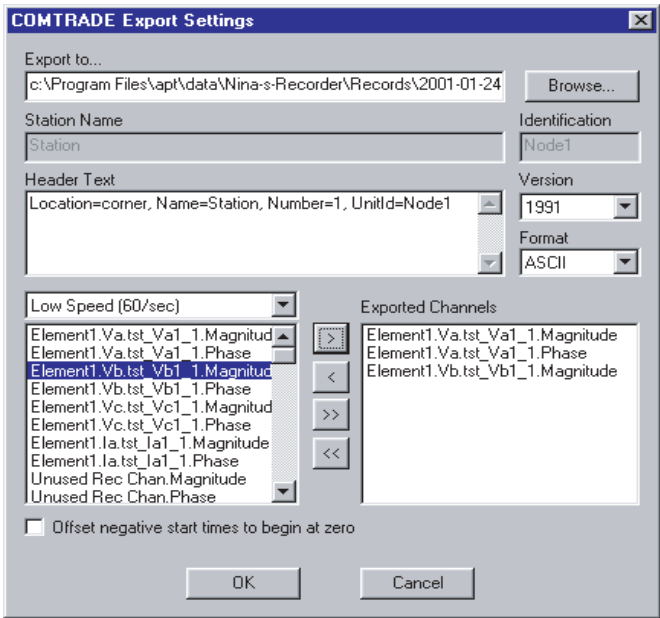 COMTRADE Export Settings
Export to...
c:\Program Files\apt\data\Nina-s-Recorder\Records\2001-01-24
Browse...
Station Name
Identification
Station
Node1
Header Text
Version
Location=corner, Name=Station, Number=1, UnitId=Node1
1991
Format
ASCII
Low Speed (60/sec)
Exported Channels
Element1.Va.tst_Va1_1.Magnitud
Element1.Va.tst_Va1_1.Phase
Element1.Vb.tst_Vb1_1.Magnitud
Element1.Vb.tst_Vb1_1.Phase
Element1.Vc.tst_Vc1_1.Magnitud
Element1.Vc.tst_Vc1_1.Phase
Element1.Ia.tst_Ia1_1.Magnitude
Element1.Ia.tst_Ia1_1.Phase
Unused Rec Chan.Magnitude
Unused Rec Chan.Phase
>
<
>>
<<
Element1.Va.tst_Va1_1.Magnitude
Element1.Va.tst_Va1_1.Phase
Element1.Vb.tst_Vb1_1.Magnitude
Offset negative start times to begin at zero
OK
Cancel